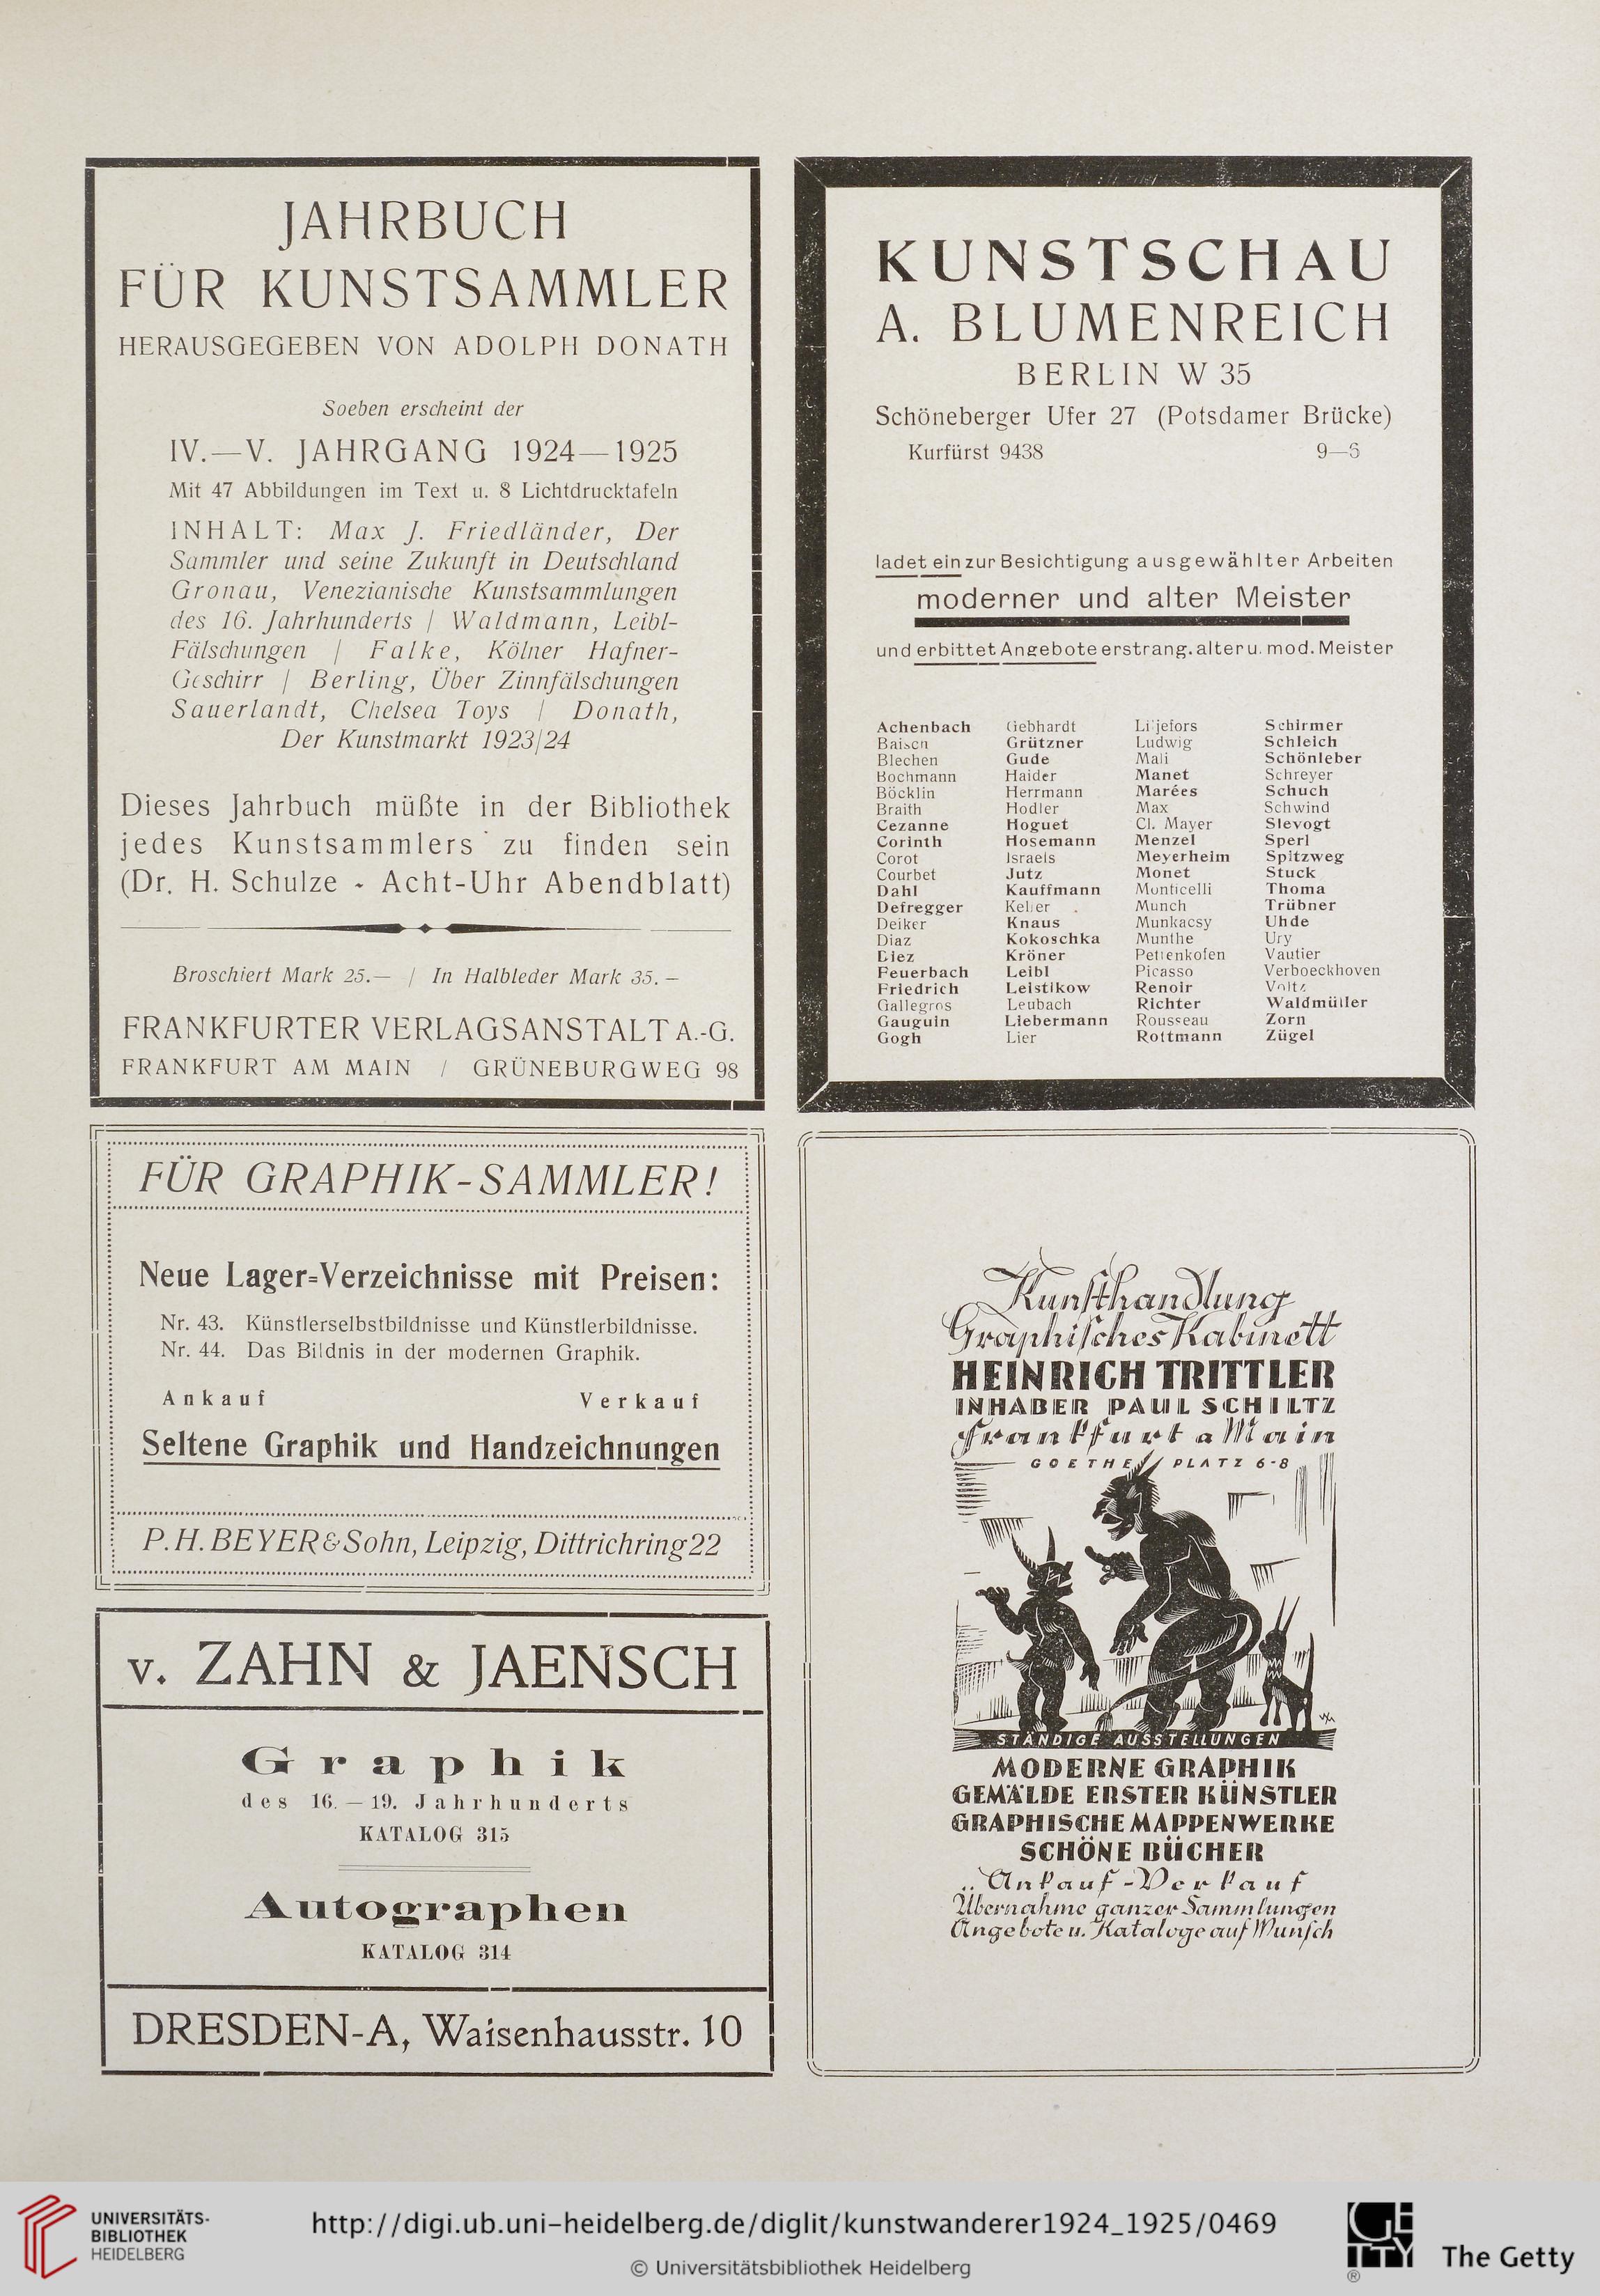 JAHRBUCH
FÜR KUNSTSAMMLER
HERAUSGEGEBEN VON ADOLPH DONATH
Soeben erscheint der
IV.—V. JAHRGANG 1924—1925
Mit 47 Abbildungen im Text u. 8 Lichtdrucktafeln
INHALT: Max J. Friedländer, Der
Sammler und seine Zukunft in Deutschland
Gronau, Venezianische Kunstsammlungen
des 16. Jahrhunderts / Waldmann, Leibl-
Fälschungen / Falke, Kölner Hafner-
Geschirr / Berling, Über Zinnfälschungen
Sauerlandt, Chelsea Toys / Donath,
Der Kunstmarkt 1923/24
Dieses Jahrbuch müßte in der Bibliothek
jedes Kunstsammlers zu finden sein
(Dr. H. Schulze - Acht-Uhr Abendblatt)
Broschiert Mark 25.— / In Halbleder Mark 35.—
FRANKFURTER VERLAGSANSTALT A.-G.
FRANKFURT AM MAIN / GRÜNEBURGWEG 98
KUNSTSCHAU
A. BLUMENREICH
BERLIN W 35
Schöneberger Ufer 27 (Potsdamer Brücke)
Kurfürst 9438 9—6
ladet ein zur Besichtigung ausgewählter Arbeiten
moderner und alter Meister
und erbittet Angebote erstrang. alter u. mod. Meister
Achenbach
Baisch
Blechen
Bochmann
Böcklin
Braith
Cezanne
Corinth
Corot
Courbet
Dahl
Defregger
Deiker
Diaz
Diez
Feuerbach
Friedrich
Gallegros
Gauguin
Gogh
Gebhardt
Grützner
Gude
Haider
Herrmann
Hodler
Hoguet
Hosemann
Israels
Jutz
Kauffmann
Keller
Knaus
Kokoschka
Kröner
Leibl
Leistikow
Lenbach
Liebermann
Lier
Liljefors
Ludwig
Mali
Manet
Marées
Max
Cl. Mayer
Menzel
Meyerheim
Monet
Monticelli
Munch
Munkacsy
Munthe
Pettenkofen
Picasso
Renoir
Richter
Rousseau
Rottmann
Schirmer
Schleich
Schönleber
Schreyer
Schuch
Schwind
Slevogt
Sperl
Spitzweg
Stuck
Thoma
Trübner
Uhde
Ury
Vautier
Verboeckhoven
Voltz
Waldmüller
Zorn
Zügel
FÜR GRAPHIK-SAMMLER!
Neue Lager=Verzeichnisse mit Preisen:
Nr. 43. Künstlerselbstbildnisse und Künstlerbildnisse.
Nr. 44. Das Bildnis in der modernen Graphik.
Ankauf Verkauf
Seltene Graphik und Handzeichnungen
P. H. BEYER & Sohn, Leipzig, Dittrichring 22
v. ZAHN & JAENSCH
Graphik
des 16.—19. Jahrhunderts
KATALOG 315
Autographen
KATALOG 314
DRESDEN-A, Waisenhausstr. 10
Kunsthandlung
Graphisches Kabinett
HEINRICH TRITTLER
INHABER PAUL SCHILTZ
Frankfurt a Main
GOETHEPLATZ 6-8
STÄNDIGE AUSSTELLUNGEN
MODERNE GRAPHIK
GEMÄLDE ERSTER KÜNSTLER
GRAPHISCHE MAPPENWERKE
SCHÖNE BÜCHER
Ankauf - Verkauf
Übernahme ganzer Sammlungen
Angebote u. Kataloge auf Wunsch
UNIVERSITÄTS-
BIBLIOTHEK
HEIDELBERG
http://digi.ub.uni-heidelberg.de/diglit/kunstwanderer1924_1925/0469
© Universitätsbibliothek Heidelberg
GETTY
®
The Getty